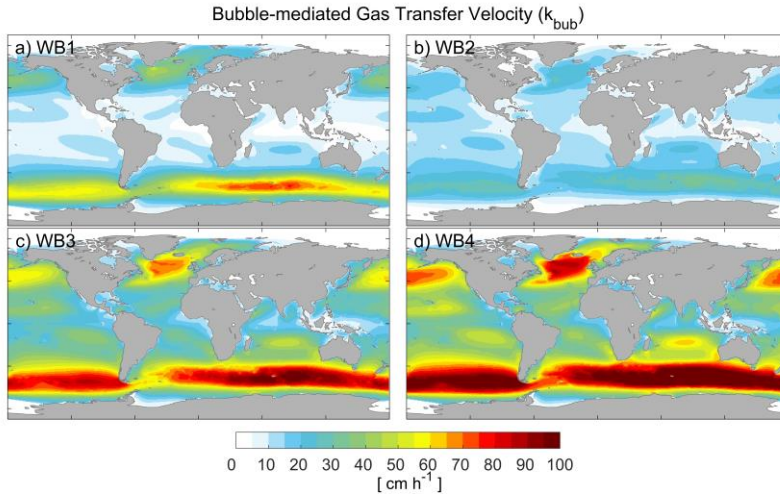 Bubble-mediated Gas Transfer Velocity (k_bub)
a) WB1
b) WB2
c) WB3
d) WB4
0 10 20 30 40 50 60 70 80 90 100
[ cm h⁻¹ ]